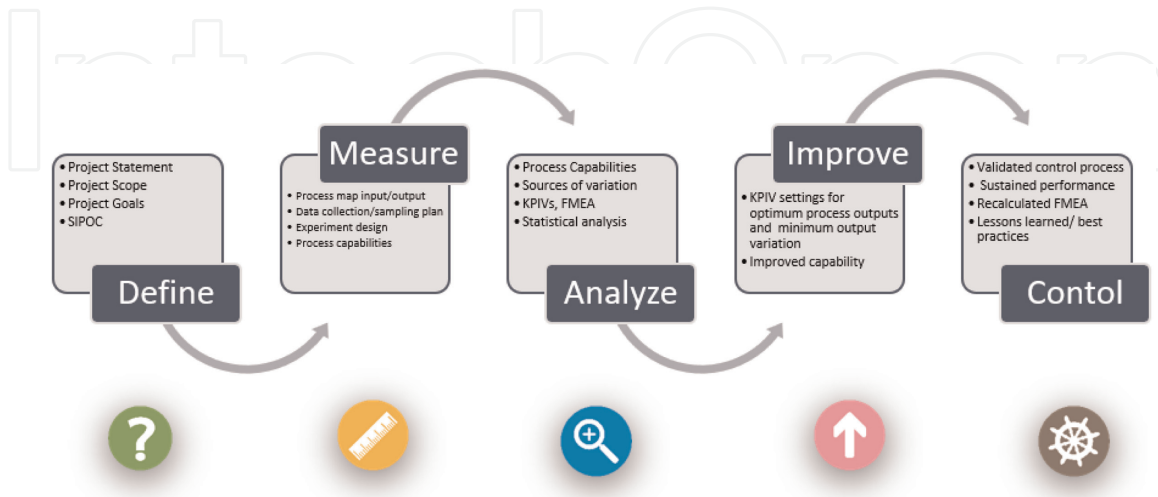 IntechOpen
• Project Statement
• Project Scope
• Project Goals
• SIPOC
Define
Measure
• Process map input/output
• Data collection/sampling plan
• Experiment design
• Process capabilities
• Process Capabilities
• Sources of variation
• KPIVs, FMEA
• Statistical analysis
Analyze
Improve
• KPIV settings for
optimum process outputs
and minimum output
variation
• Improved capability
• Validated control process
• Sustained performance
• Recalculated FMEA
• Lessons learned/ best
practices
Contol
?